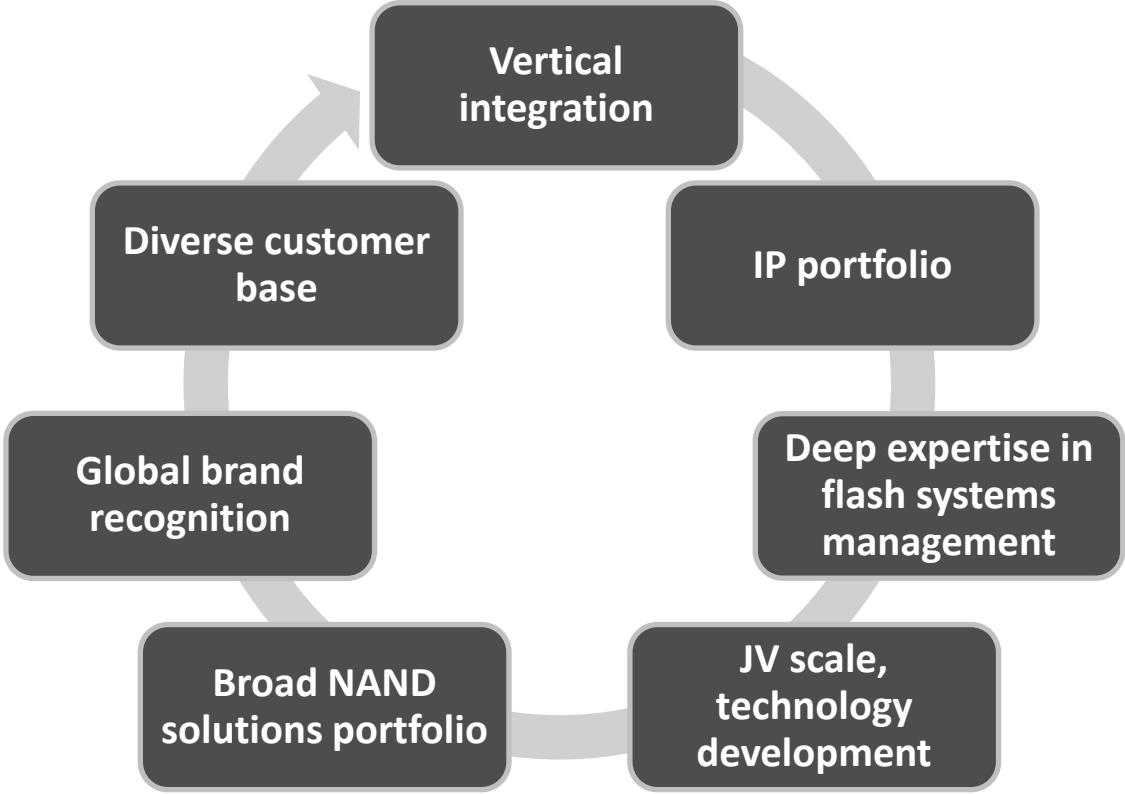 Vertical
integration
IP portfolio
Deep expertise in
flash systems
management
JV scale,
technology
development
Broad NAND
solutions portfolio
Global brand
recognition
Diverse customer
base